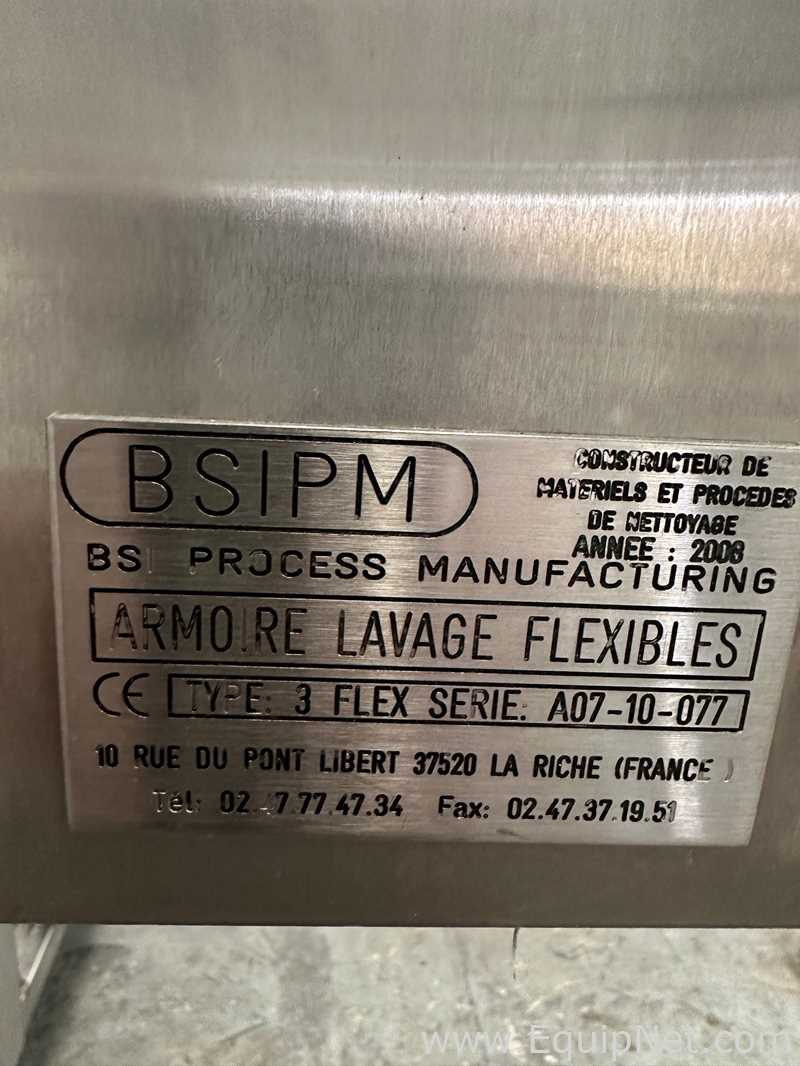 BSIPM
CONSTRUCTEUR DE
MATERIELS ET PROCEDES
DE NETTOYAGE
ANNEE : 2008
BSI PROCESS MANUFACTURING
ARMOIRE LAVAGE FLEXIBLES
CE TYPE: 3 FLEX SERIE: A07-10-077
10 RUE DU PONT LIBERT 37520 LA RICHE (FRANCE)
Tél: 02.47.77.47.34 Fax: 02.47.37.19.51
www.EquipNet.com